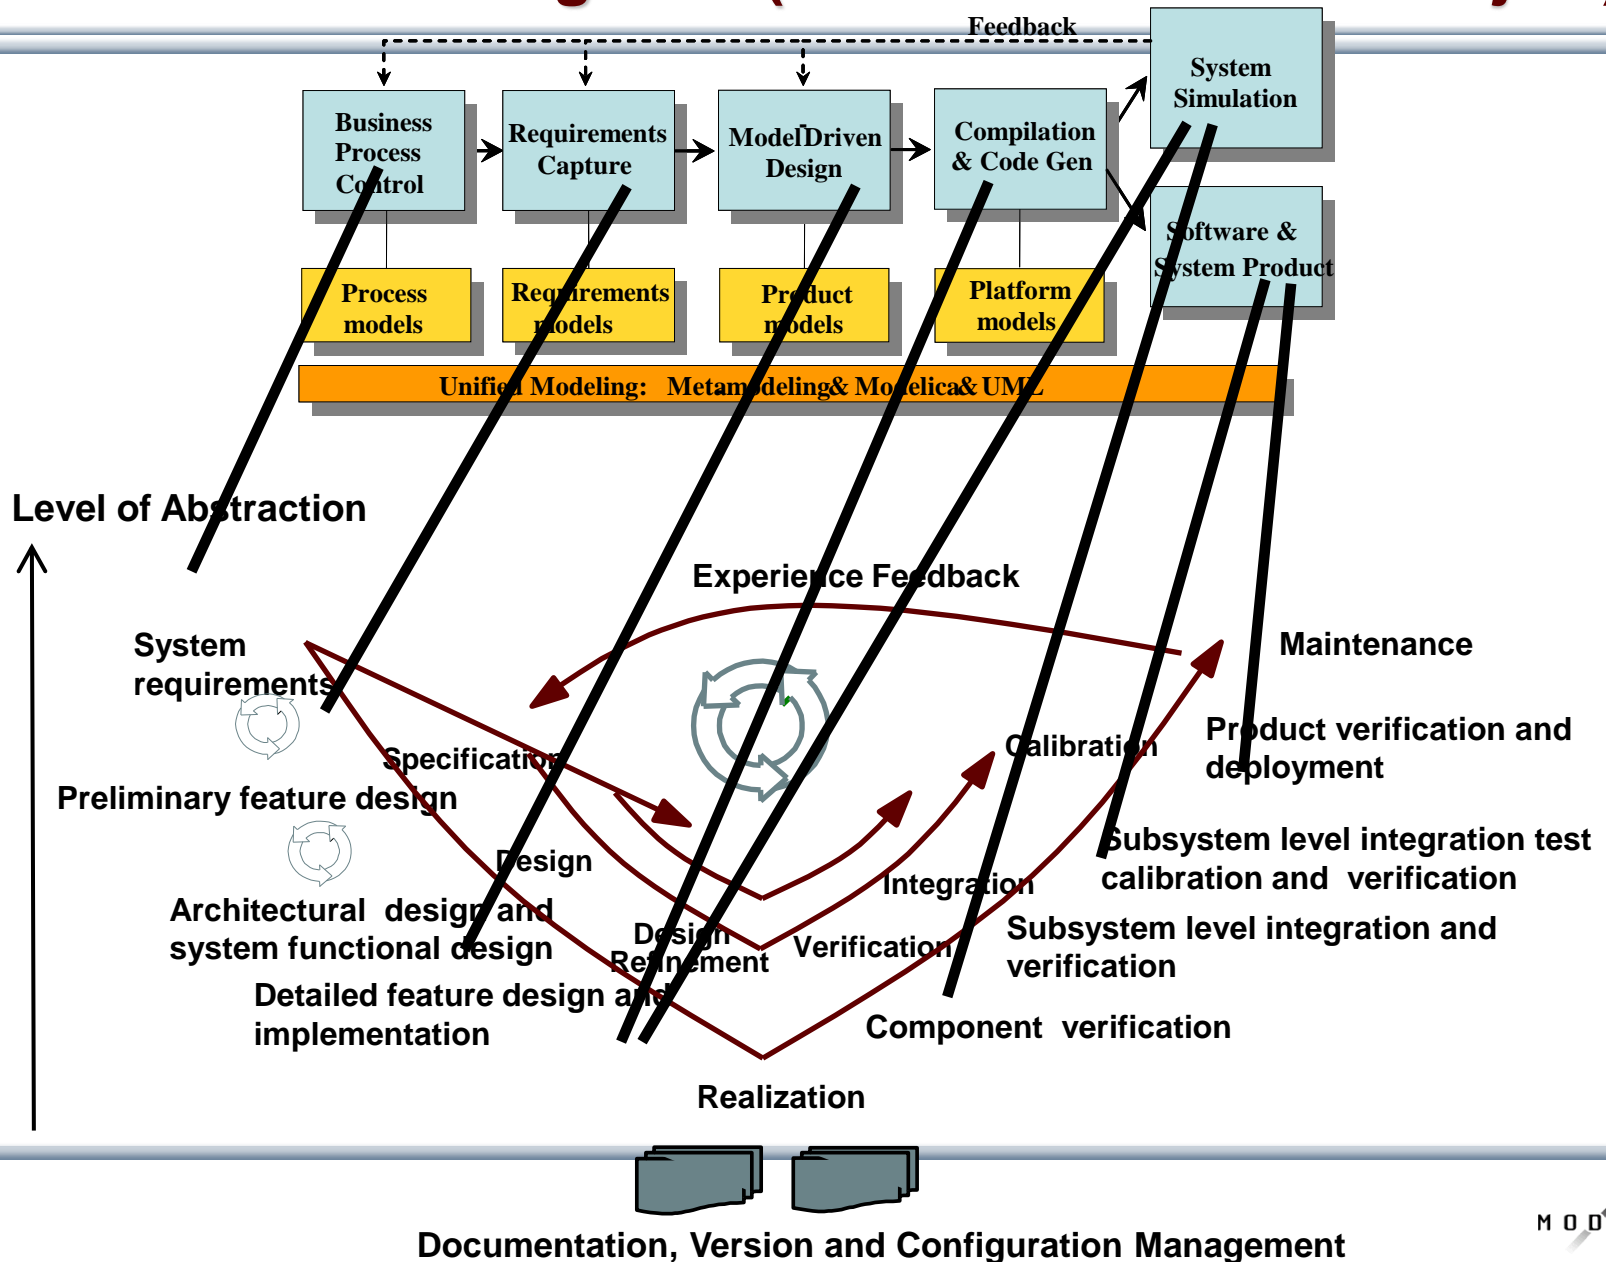 Feedback
System
Simulation
Business
Process
Control
Requirements
Capture
Model-Driven
Design
Compilation
& Code Gen
Software &
System Product
Process
models
Requirements
models
Product
models
Platform
models
Unified Modeling: Metamodeling& Modelica& UML
Level of Abstraction
Experience Feedback
System
requirements
Maintenance
Specification
Calibration
Product verification and
deployment
Preliminary feature design
Design
Integration
Subsystem level integration test
calibration and verification
Architectural design and
system functional design
Design
Refinement
Verification
Subsystem level integration and
verification
Detailed feature design and
implementation
Component verification
Realization
Documentation, Version and Configuration Management